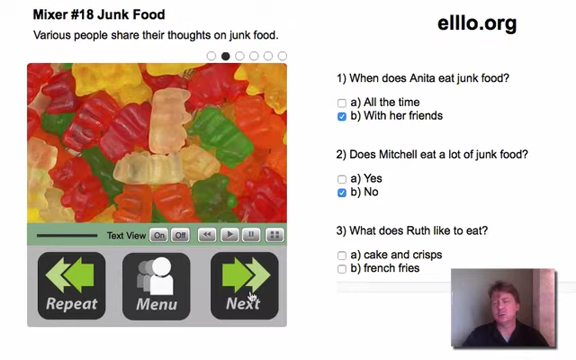 Mixer #18 Junk Food
Various people share their thoughts on junk food.
Text View On Off
Repeat Menu Next
elllo.org
1) When does Anita eat junk food?
a) All the time
b) With her friends
2) Does Mitchell eat a lot of junk food?
a) Yes
b) No
3) What does Ruth like to eat?
a) cake and crisps
b) french fries